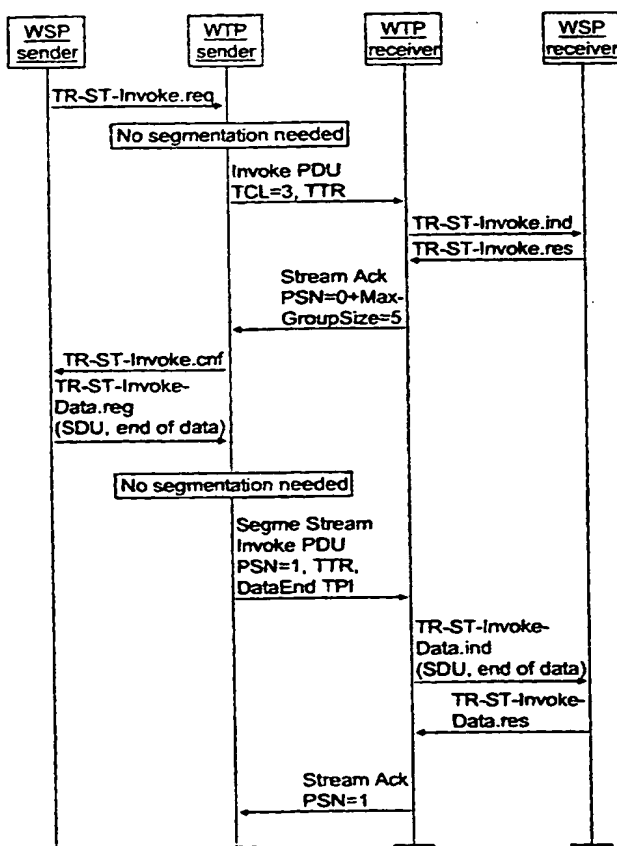 WSP
sender
WTP
sender
WTP
receiver
WSP
receiver
TR-ST-Invoke.req
No segmentation needed
Invoke PDU
TCL=3, TTR
TR-ST-Invoke.ind
TR-ST-Invoke.res
Stream Ack
PSN=0+Max-
GroupSize=5
TR-ST-Invoke.cnf
TR-ST-Invoke-
Data.reg
(SDU, end of data)
No segmentation needed
Segme Stream
Invoke PDU
PSN=1, TTR,
DataEnd TPI
TR-ST-Invoke-
Data.ind
(SDU, end of data)
TR-ST-Invoke-
Data.res
Stream Ack
PSN=1